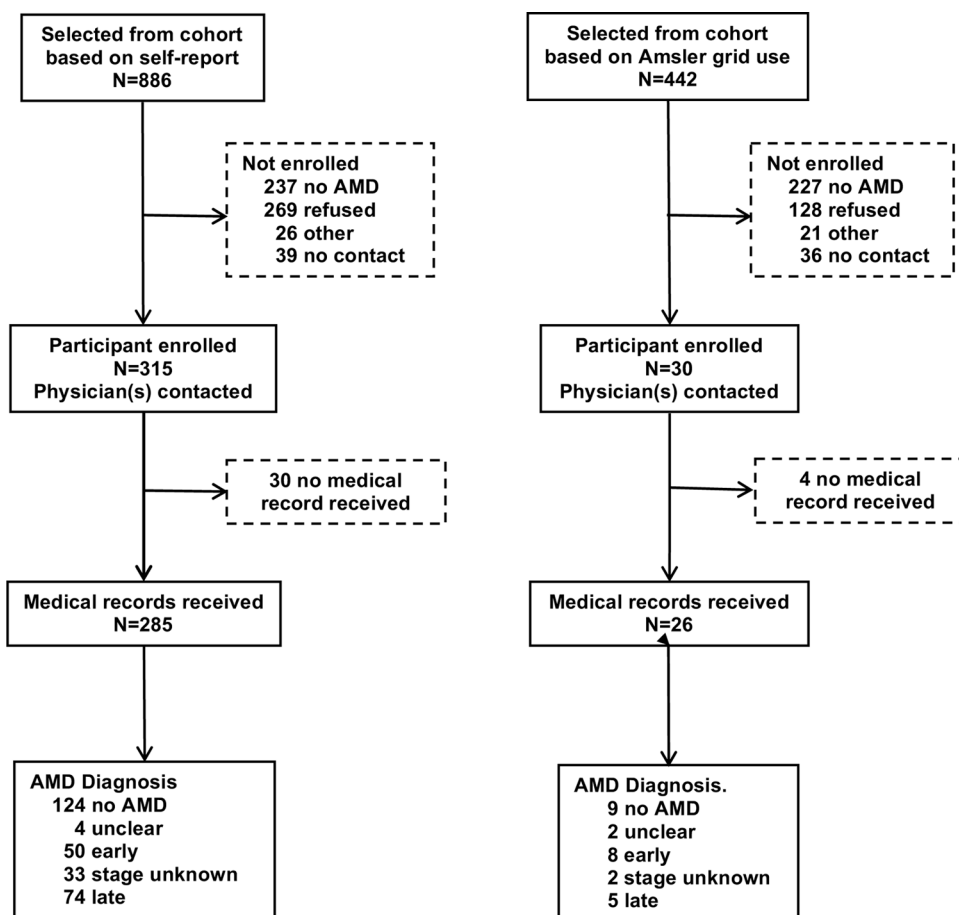 Selected from cohort
based on self-report
N=886
Not enrolled
237 no AMD
269 refused
26 other
39 no contact
Participant enrolled
N=315
Physician(s) contacted
30 no medical
record received
Medical records received
N=285
AMD Diagnosis
124 no AMD
4 unclear
50 early
33 stage unknown
74 late
Selected from cohort
based on Amsler grid use
N=442
Not enrolled
227 no AMD
128 refused
21 other
36 no contact
Participant enrolled
N=30
Physician(s) contacted
4 no medical
record received
Medical records received
N=26
AMD Diagnosis.
9 no AMD
2 unclear
8 early
2 stage unknown
5 late